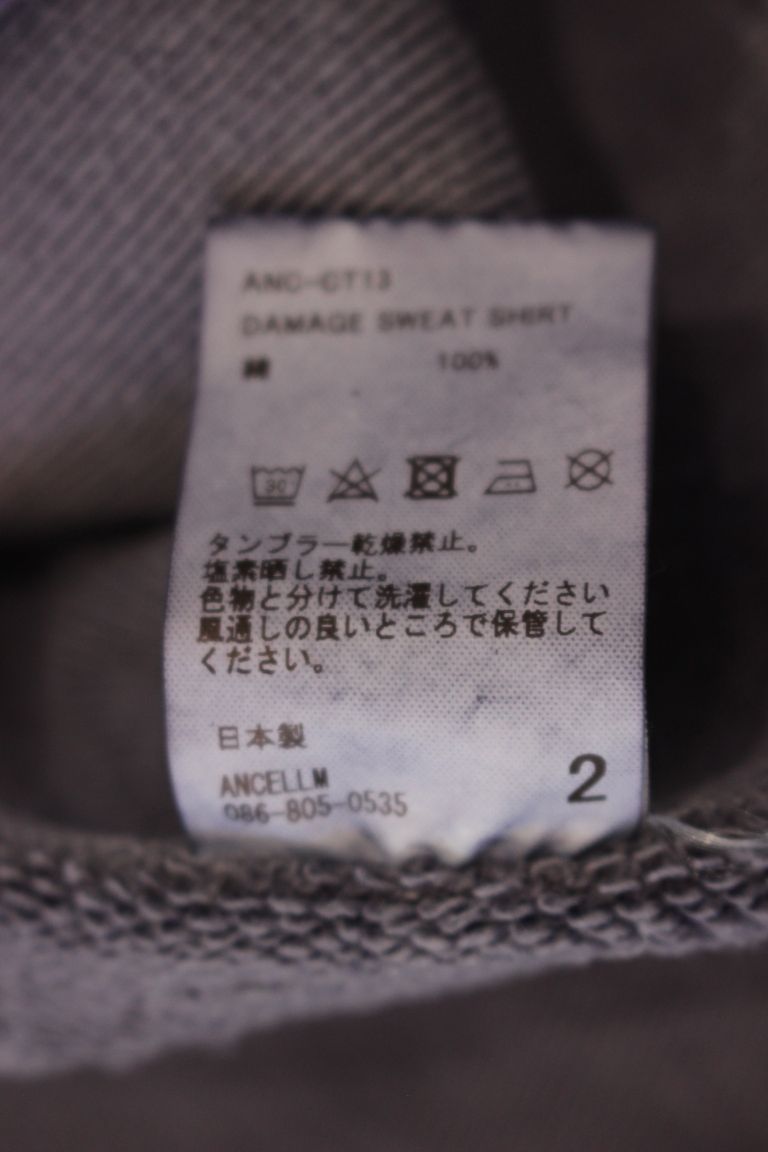 ANC-CT13
DAMAGE SWEAT SHIRT
綿 100%
30
タンブラー乾燥禁止。
塩素晒し禁止。
色物と分けて洗濯してください
風通しの良いところで保管して
ください。
日本製
ANCELLM
086-805-0535
2